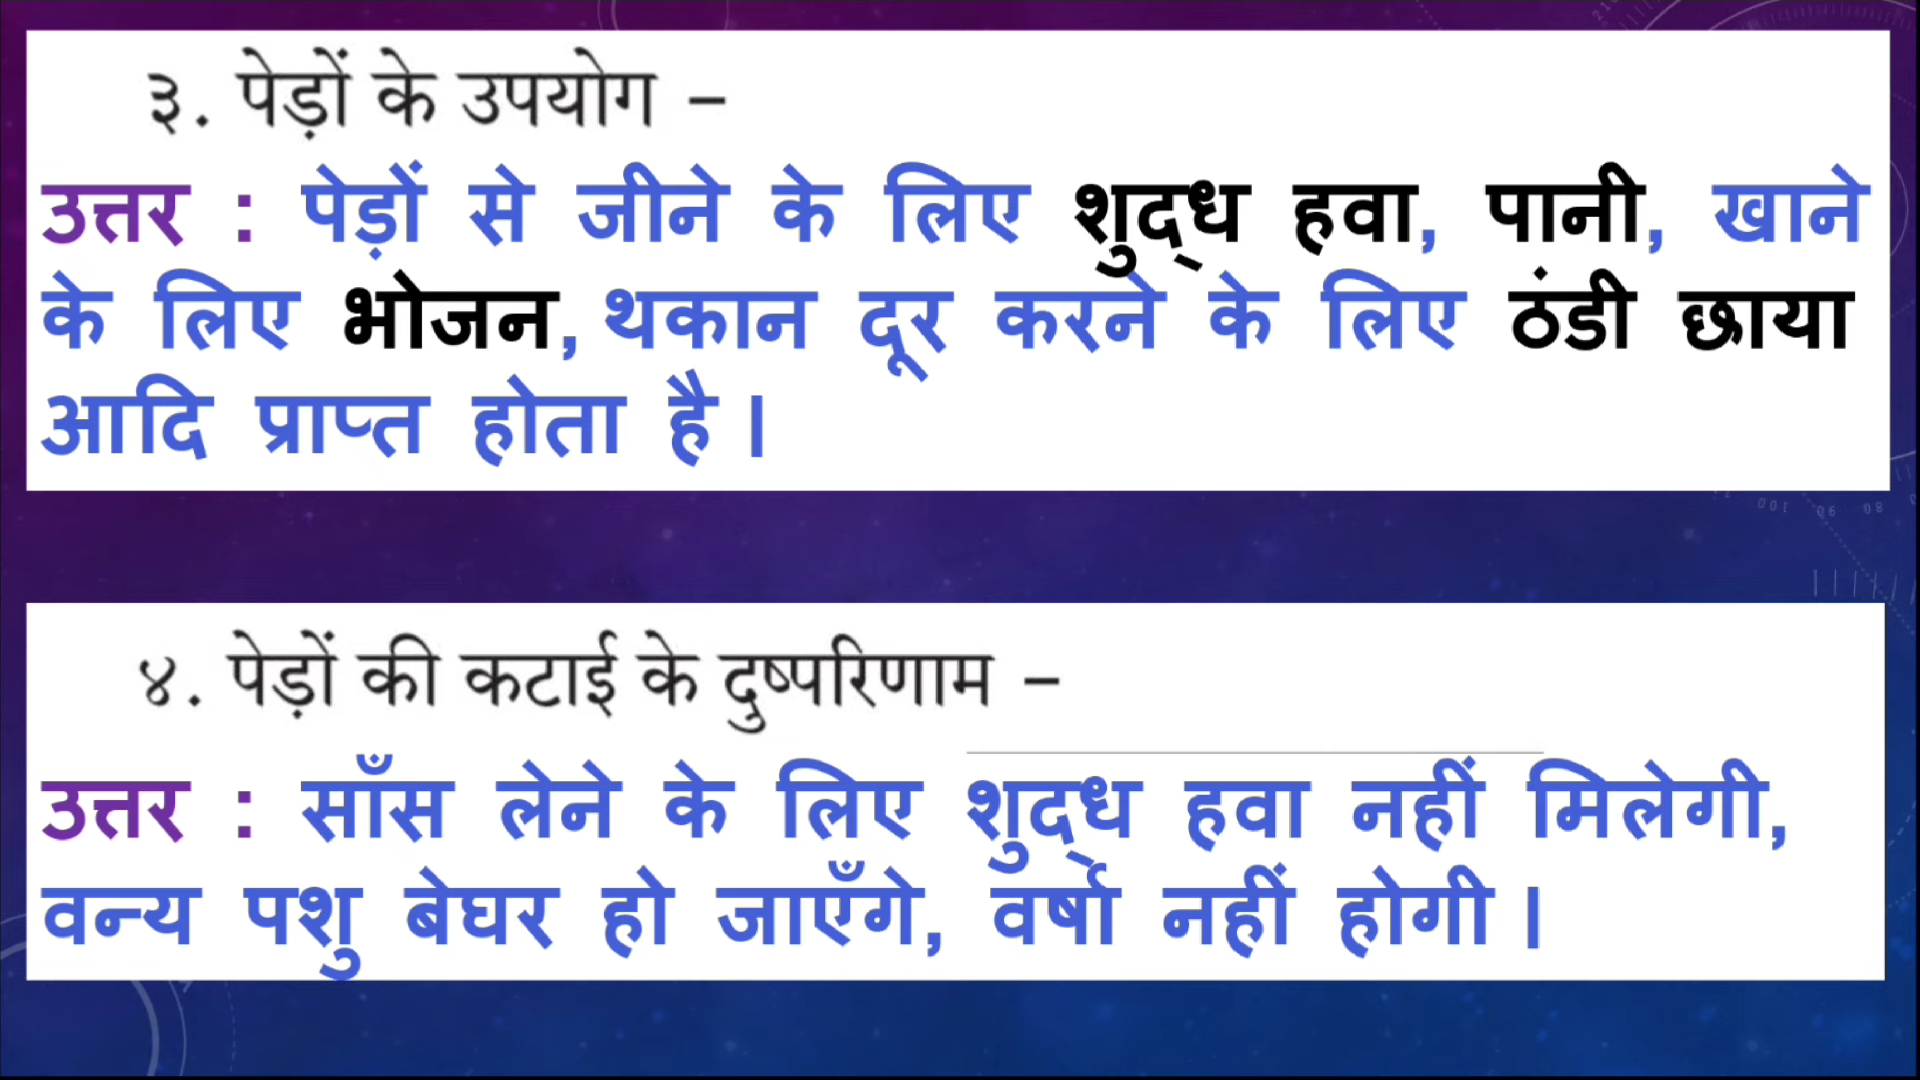 ३. पेड़ों के उपयोग –
उत्तर : पेड़ों से जीने के लिए शुद्ध हवा, पानी, खाने
के लिए भोजन, थकान दूर करने के लिए ठंडी छाया
आदि प्राप्त होता है।
४. पेड़ों की कटाई के दुष्परिणाम –
उत्तर : साँस लेने के लिए शुद्ध हवा नहीं मिलेगी,
वन्य पशु बेघर हो जाएँगे, वर्षा नहीं होगी।